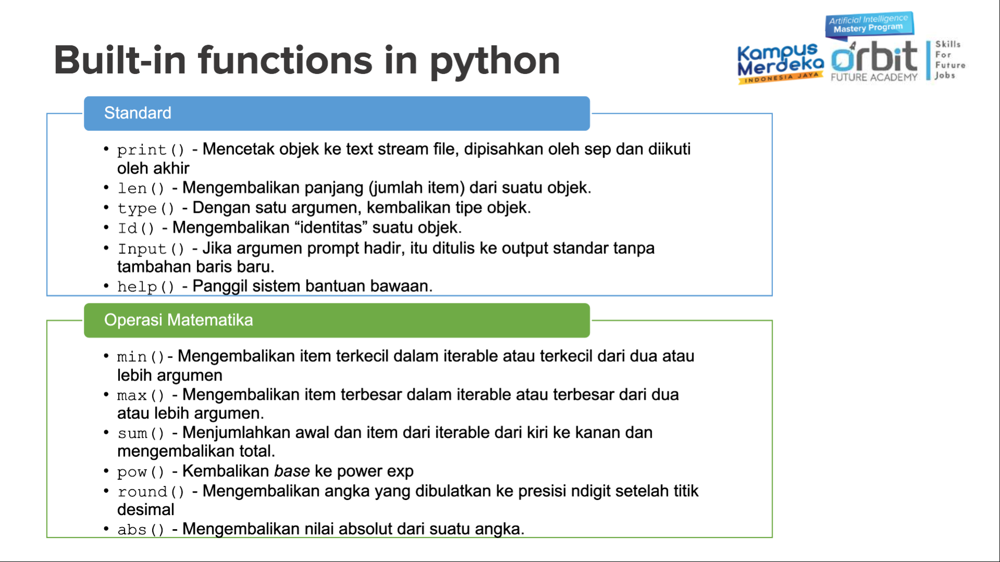 Artificial Intelligence
Mastery Program
Built-in functions in python
Kampus
Merdeka
INDONESIA JAYA
orbit
FUTURE ACADEMY
Skills
For
Future
Jobs
Standard
• print() - Mencetak objek ke text stream file, dipisahkan oleh sep dan diikuti
oleh akhir
• len() - Mengembalikan panjang (jumlah item) dari suatu objek.
• type() - Dengan satu argumen, kembalikan tipe objek.
• Id() - Mengembalikan “identitas” suatu objek.
• Input() - Jika argumen prompt hadir, itu ditulis ke output standar tanpa
tambahan baris baru.
• help() - Panggil sistem bantuan bawaan.
Operasi Matematika
• min()- Mengembalikan item terkecil dalam iterable atau terkecil dari dua atau
lebih argumen
• max() - Mengembalikan item terbesar dalam iterable atau terbesar dari dua
atau lebih argumen.
• sum() - Menjumlahkan awal dan item dari iterable dari kiri ke kanan dan
mengembalikan total.
• pow() - Kembalikan base ke power exp
• round() - Mengembalikan angka yang dibulatkan ke presisi ndigit setelah titik
desimal
• abs() - Mengembalikan nilai absolut dari suatu angka.